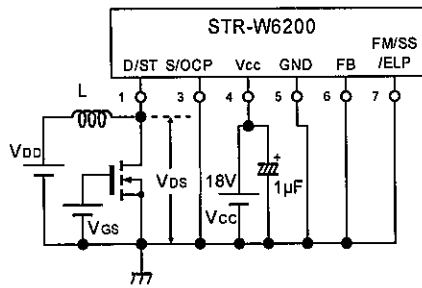 STR-W6200
D/ST S/OCP Vcc GND FB FM/SS
/ELP
1 3 4 5 6 7
L
VDD
VGS
VDS
18V
VCC
+
1μF